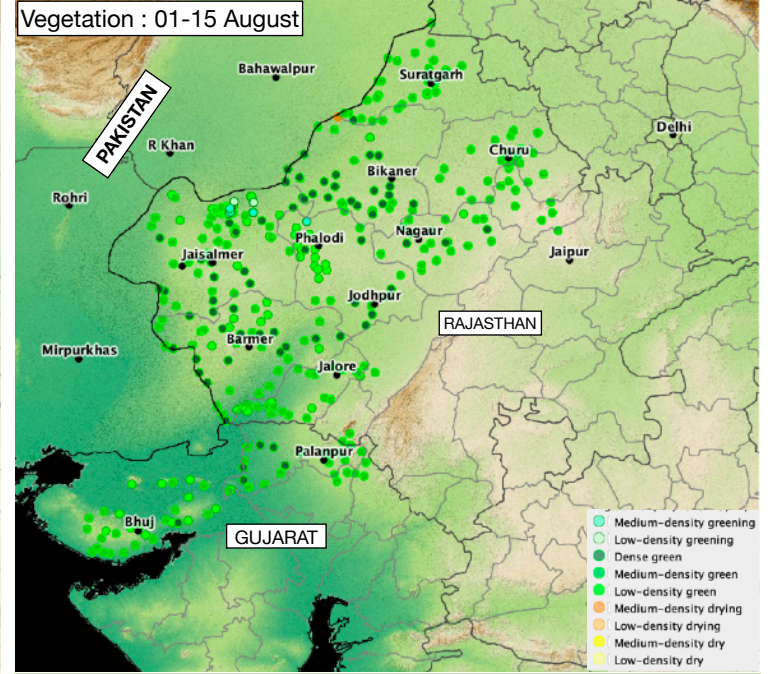 Vegetation : 01-15 August
Bahawalpur
Suratgarh
PAKISTAN
Delhi
R Khan
Churu
Bikaner
Rohri
Nagaur
Phalodi
Jaisalmer
Jaipur
Jodhpur
RAJASTHAN
Barmer
Mirpurkhas
Jalore
Palanpur
Bhuj
GUJARAT
Medium-density greening
Low-density greening
Dense green
Medium-density green
Low-density green
Medium-density drying
Low-density drying
Medium-density dry
Low-density dry